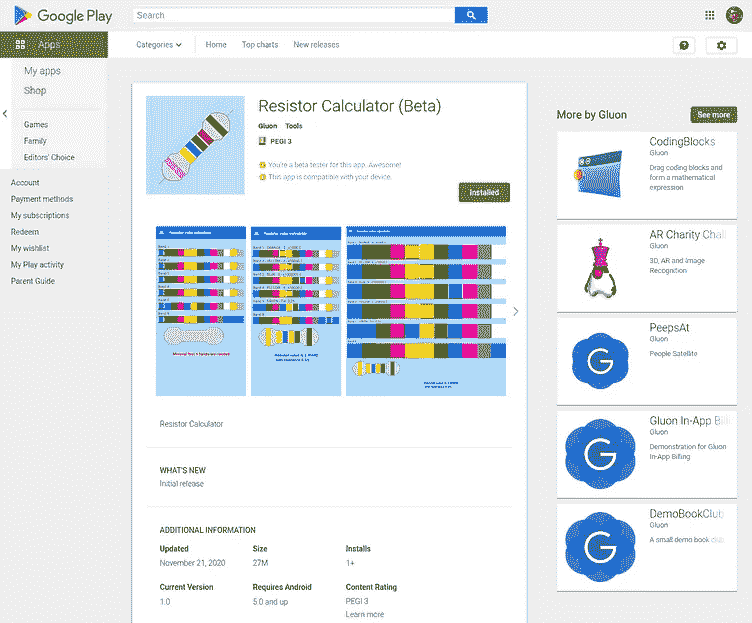 Google Play
Search
Apps
Categories
Home
Top charts
New releases
My apps
Shop
Games
Family
Editors' Choice
Account
Payment methods
My subscriptions
Redeem
My wishlist
My Play activity
Parent Guide
Resistor Calculator (Beta)
Gluon Tools
PEGI 3
You're a beta tester for this app. Awesome!
This app is compatible with your device.
Installed
Resistor Calculator
WHAT'S NEW
Initial release
ADDITIONAL INFORMATION
Updated
November 21, 2020
Size
27M
Installs
1+
Current Version
1.0
Requires Android
5.0 and up
Content Rating
PEGI 3
Learn more
More by Gluon
See more
CodingBlocks
Gluon
Drag coding blocks and
form a mathematical
expression
AR Charity Chall
Gluon
3D, AR and Image
Recognition
PeepsAt
Gluon
People Satellite
Gluon In-App Bill
Gluon
Demonstration for Gluon
In-App Billing
DemoBookClub
Gluon
A small demo book club